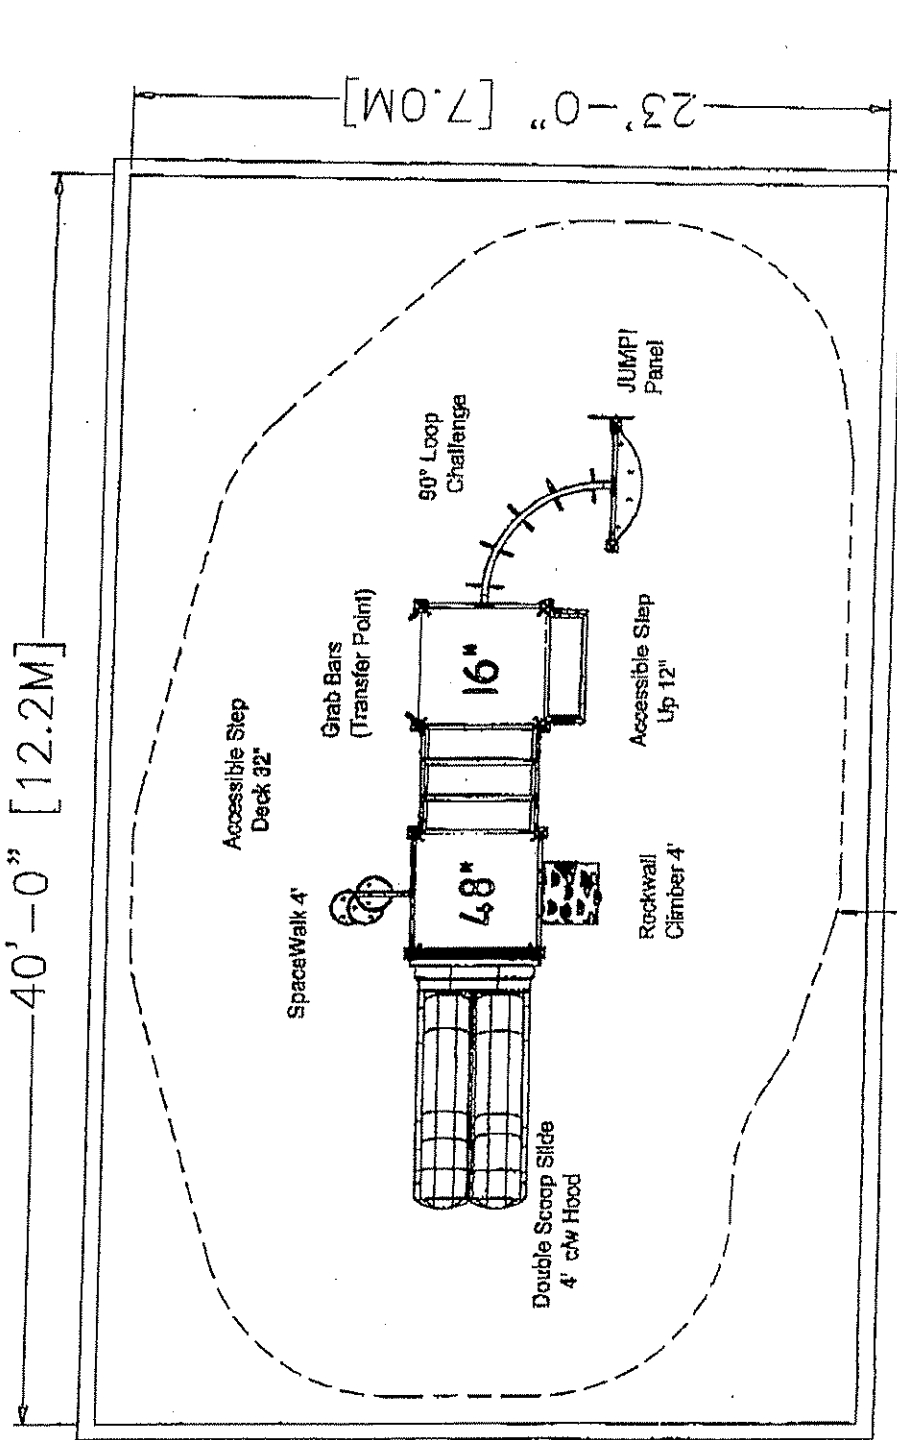 40'-0" [12.2M]
23'-0" [7.0M]
Accessible Step
Deck 32"
SpaceWalk 4'
Grab Bars
(Transfer Point)
90° Loop
Challenge
JUMP!
Panel
16"
48"
Accessible Step
Up 12"
Rockwall
Climber 4'
Double Scoop Slide
4' c/w Hood